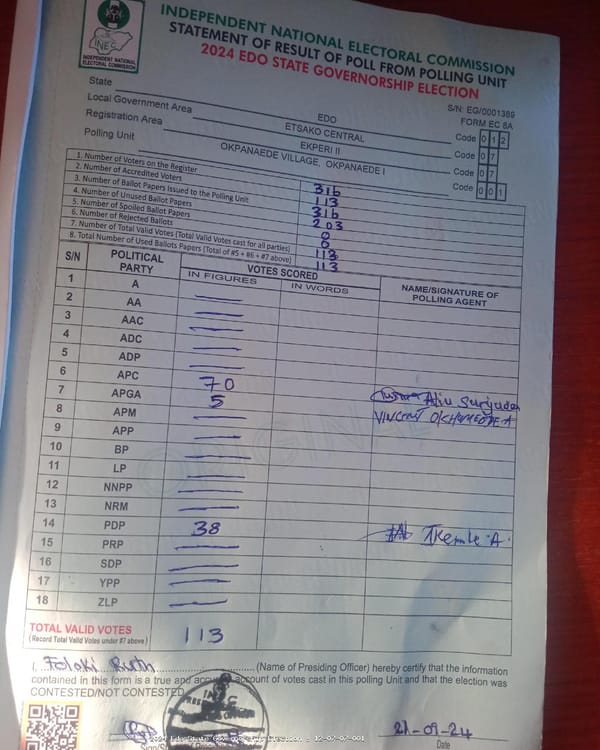 INEC
INDEPENDENT NATIONAL
ELECTORAL COMMISSION
INDEPENDENT NATIONAL ELECTORAL COMMISSION
STATEMENT OF RESULT OF POLL FROM POLLING UNIT
2024 EDO STATE GOVERNORSHIP ELECTION
S/N: EG/0001389
FORM EC 8A
State EDO Code 0 1 2
Local Government Area ETSAKO CENTRAL Code 0 7
Registration Area EKPERI II Code 0 7
Polling Unit OKPANAEDE VILLAGE, OKPANAEDE I Code 0 0 1
1. Number of Voters on the Register 316
2. Number of Accredited Voters 113
3. Number of Ballot Papers Issued to the Polling Unit 316
4. Number of Unused Ballot Papers 203
5. Number of Spoiled Ballot Papers 0
6. Number of Rejected Ballots 0
7. Number of Total Valid Votes (Total Valid Votes cast for all parties) 113
8. Total Number of Used Ballots Papers (Total of #5 + #6 + #7 above) 113
S/N POLITICAL PARTY VOTES SCORED NAME/SIGNATURE OF POLLING AGENT
IN FIGURES IN WORDS
1 A
2 AA
3 AAC
4 ADC
5 ADP
6 APC 70 Aliu
7 APGA 5 VINCENT
8 APM
9 APP
10 BP
11 LP
12 NNPP
13 NRM
14 PDP 38
15 PRP
16 SDP
17 YPP
18 ZLP
TOTAL VALID VOTES 113
(Record Total Valid Votes under #7 above)
I, Folaki Ruth (Name of Presiding Officer) hereby certify that the information
contained in this form is a true and account of votes cast in this polling Unit and that the election was
CONTESTED/NOT CONTESTED
21-09-24
Date